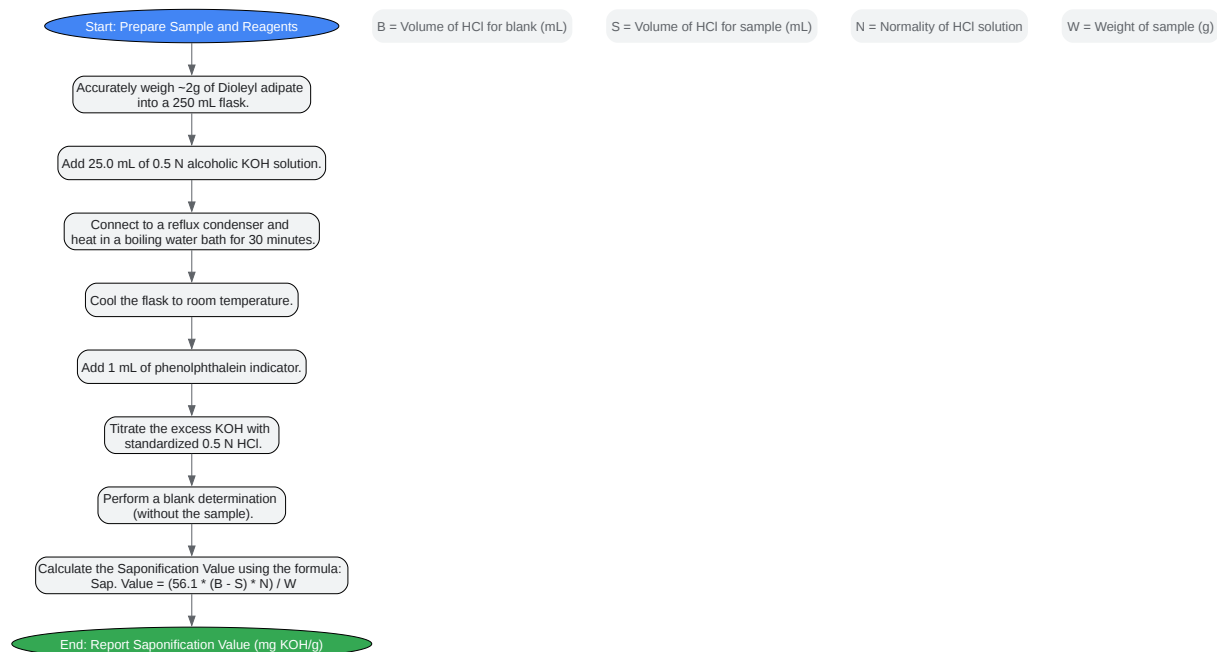 Start: Prepare Sample and Reagents
B = Volume of HCl for blank (mL)
S = Volume of HCl for sample (mL)
N = Normality of HCl solution
W = Weight of sample (g)
Accurately weigh ~2g of Dioleyl adipate
into a 250 mL flask.
Add 25.0 mL of 0.5 N alcoholic KOH solution.
Connect to a reflux condenser and
heat in a boiling water bath for 30 minutes.
Cool the flask to room temperature.
Add 1 mL of phenolphthalein indicator.
Titrate the excess KOH with
standardized 0.5 N HCl.
Perform a blank determination
(without the sample).
Calculate the Saponification Value using the formula:
Sap. Value = (56.1 * (B - S) * N) / W
End: Report Saponification Value (mg KOH/g)